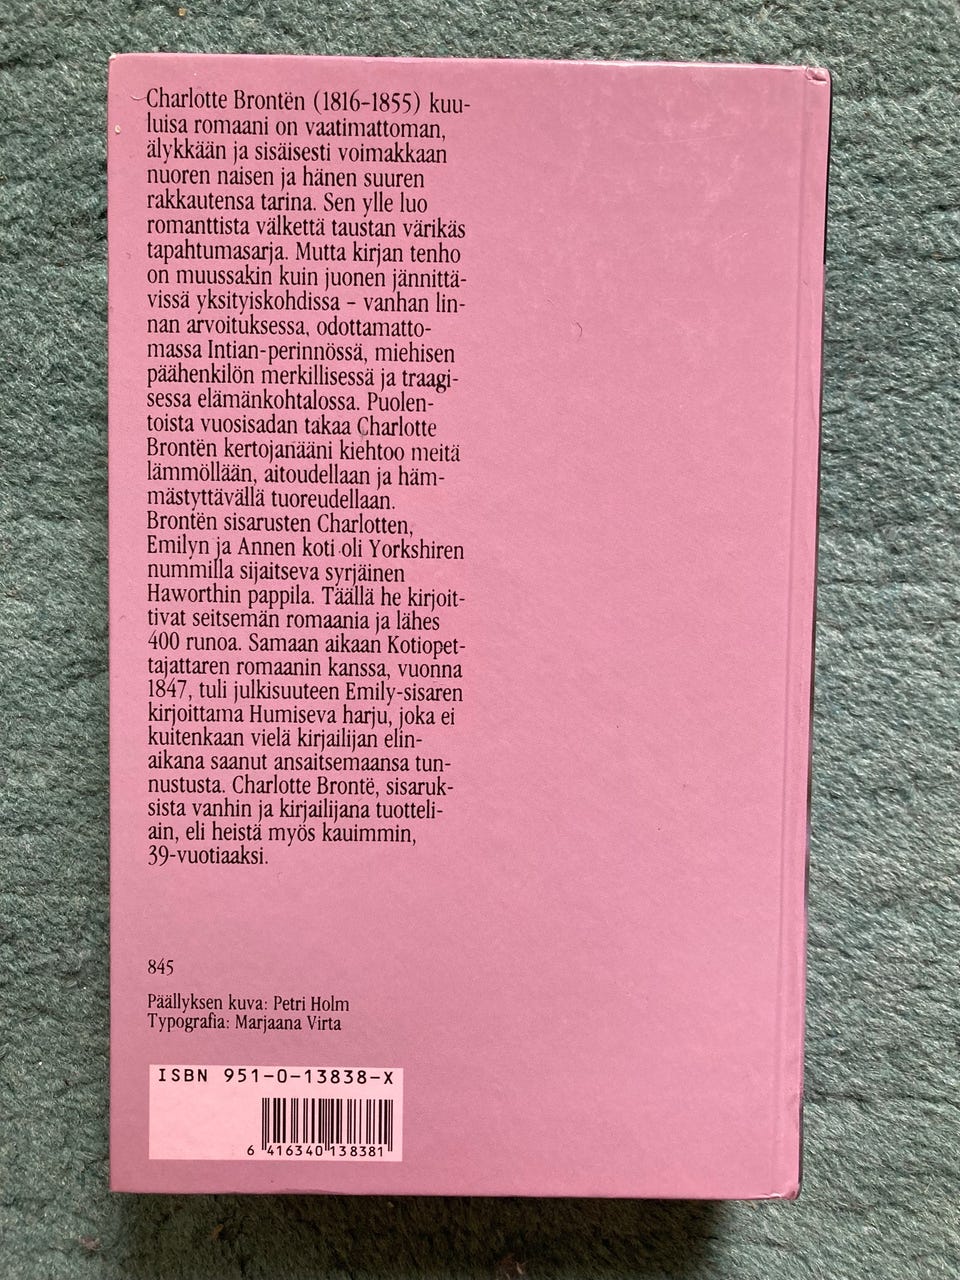 Charlotte Brontën (1816-1855) kuu-
luisa romaani on vaatimattoman,
älykkään ja sisäisesti voimakkaan
nuoren naisen ja hänen suuren
rakkautensa tarina. Sen ylle luo
romanttista välkettä taustan värikäs
tapahtumasarja. Mutta kirjan tenho
on muussakin kuin juonen jännittä-
vissä yksityiskohdissa – vanhan lin-
nan arvoituksessa, odottamatto-
massa Intian-perinnössä, miehisen
päähenkilön merkillisessä ja traagi-
sessa elämänkohtalossa. Puolen-
toista vuosisadan takaa Charlotte
Brontën kertojanääni kiehtoo meitä
lämmöllään, aitoudellaan ja häm-
mästyttävällä tuoreudellaan.
Brontën sisarusten Charlotten,
Emilyn ja Annen koti oli Yorkshiren
nummilla sijaitseva syrjäinen
Haworthin pappila. Täällä he kirjoit-
tivat seitsemän romaania ja lähes
400 runoa. Samaan aikaan Kotiopet-
tajattaren romaanin kanssa, vuonna
1847, tuli julkisuuteen Emily-sisaren
kirjoittama Humiseva harju, joka ei
kuitenkaan vielä kirjailijan elin-
aikana saanut ansaitsemaansa tun-
nustusta. Charlotte Brontë, sisaruk-
sista vanhin ja kirjailijana tuotteli-
ain, eli heistä myös kauimmin,
39-vuotiaaksi.
845
Päällyksen kuva: Petri Holm
Typografia: Marjaana Virta
ISBN 951-0-13838-X
6 416340 138381